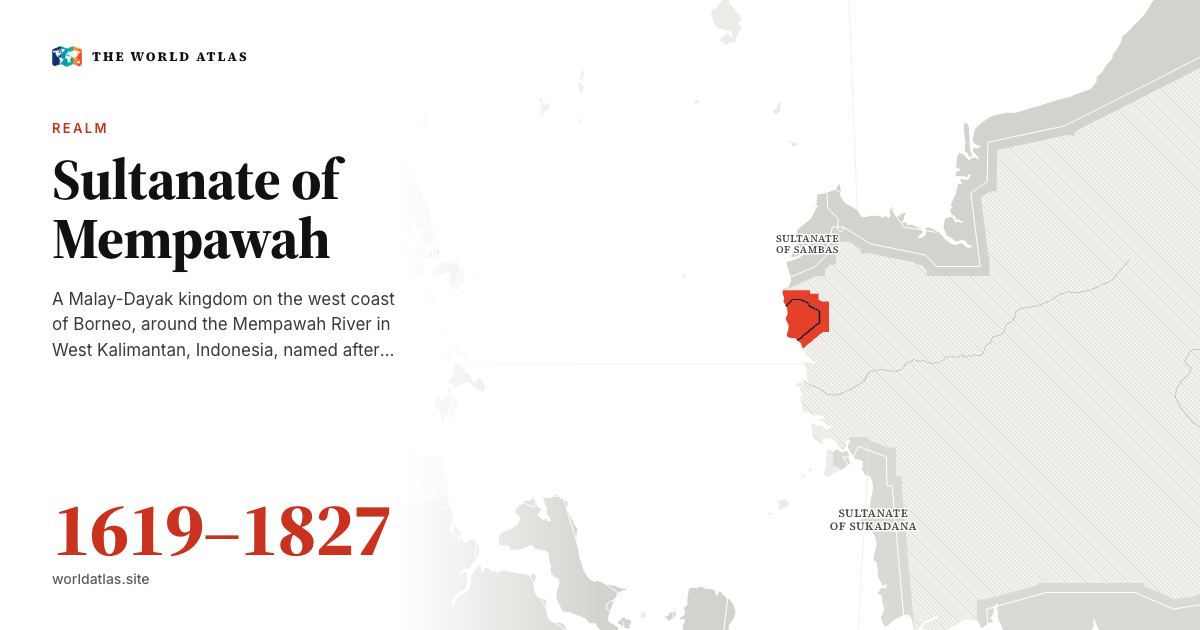 THE WORLD ATLAS
REALM
Sultanate of
Mempawah
A Malay-Dayak kingdom on the west coast
of Borneo, around the Mempawah River in
West Kalimantan, Indonesia, named after...
1619–1827
worldatlas.site
Strait
SULTANATE
OF SAMBAS
SULTANATE
OF SUKADANA